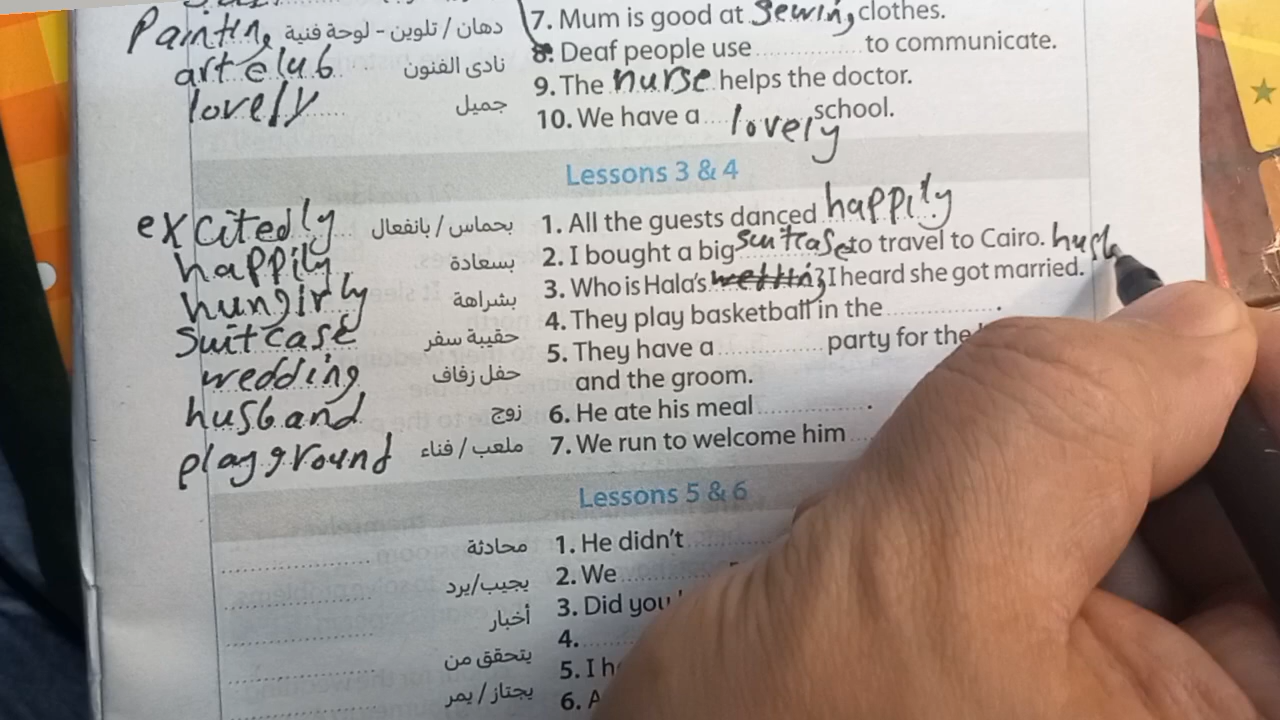 Painting دهان / تلوين - لوحة فنية
7. Mum is good at sewing clothes.
art club نادى الفنون
8. Deaf people use ............ to communicate.
lovely جميل
9. The nurse helps the doctor.
10. We have a lovely school.
Lessons 3 & 4
excitedly بحماس / بانفعال
1. All the guests danced happily
happily بسعادة
2. I bought a big suitcase to travel to Cairo.
hungirly بشراهة
3. Who is Hala's I heard she got married.
suitcase حقيبة سفر
4. They play basketball in the ............ .
wedding حفل زفاف
5. They have a ............ party for the
and the groom.
husband زوج
6. He ate his meal ............ .
playground ملعب / فناء
7. We run to welcome him
Lessons 5 & 6
محادثة
1. He didn't
يجيب/يرد
2. We
أخبار
3. Did you
يتحقق من
4.
يجتاز / يمر
5. I
6.